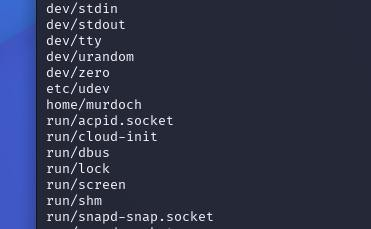 dev/stdin
dev/stdout
dev/tty
dev/urandom
dev/zero
etc/udev
home/murdoch
run/acpid.socket
run/cloud-init
run/dbus
run/lock
run/screen
run/shm
run/snapd-snap.socket